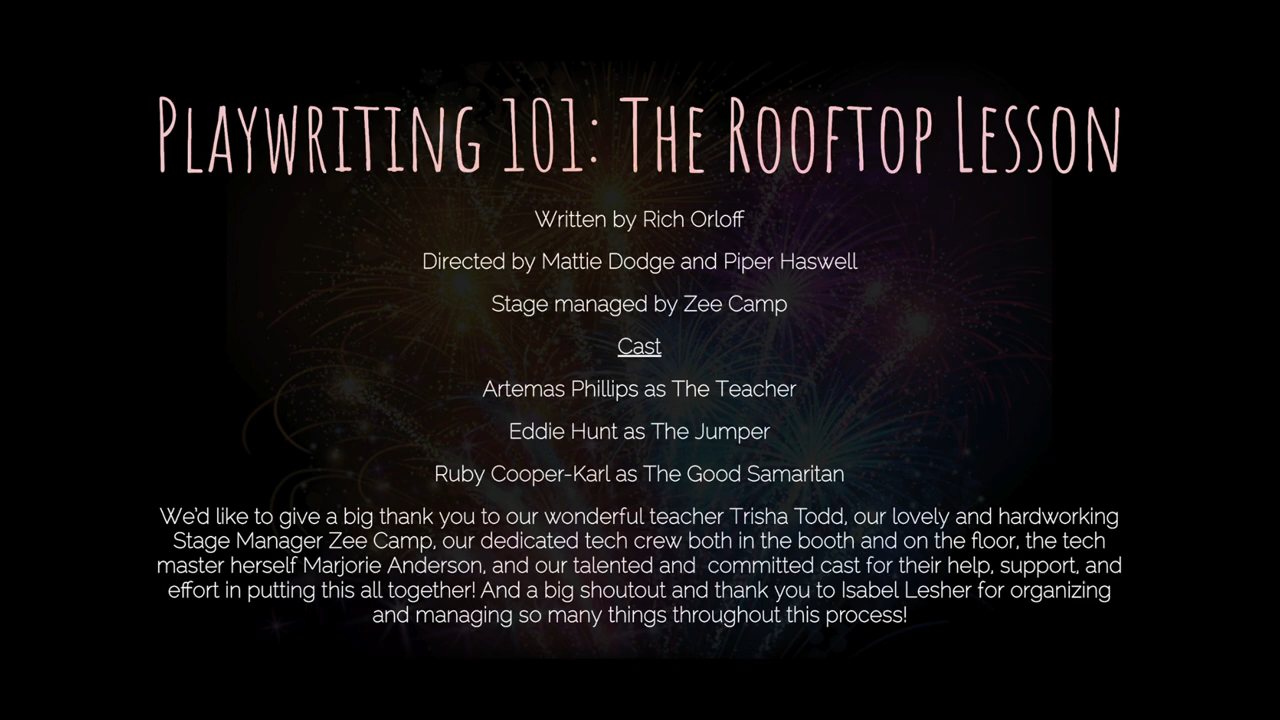 Playwriting 101: The Rooftop Lesson
Written by Rich Orloff
Directed by Mattie Dodge and Piper Haswell
Stage managed by Zee Camp
Cast
Artemas Phillips as The Teacher
Eddie Hunt as The Jumper
Ruby Cooper-Karl as The Good Samaritan
We'd like to give a big thank you to our wonderful teacher Trisha Todd, our lovely and hardworking
Stage Manager Zee Camp, our dedicated tech crew both in the booth and on the floor, the tech
master herself Marjorie Anderson, and our talented and  committed cast for their help, support, and
effort in putting this all together! And a big shoutout and thank you to Isabel Lesher for organizing
and managing so many things throughout this process!